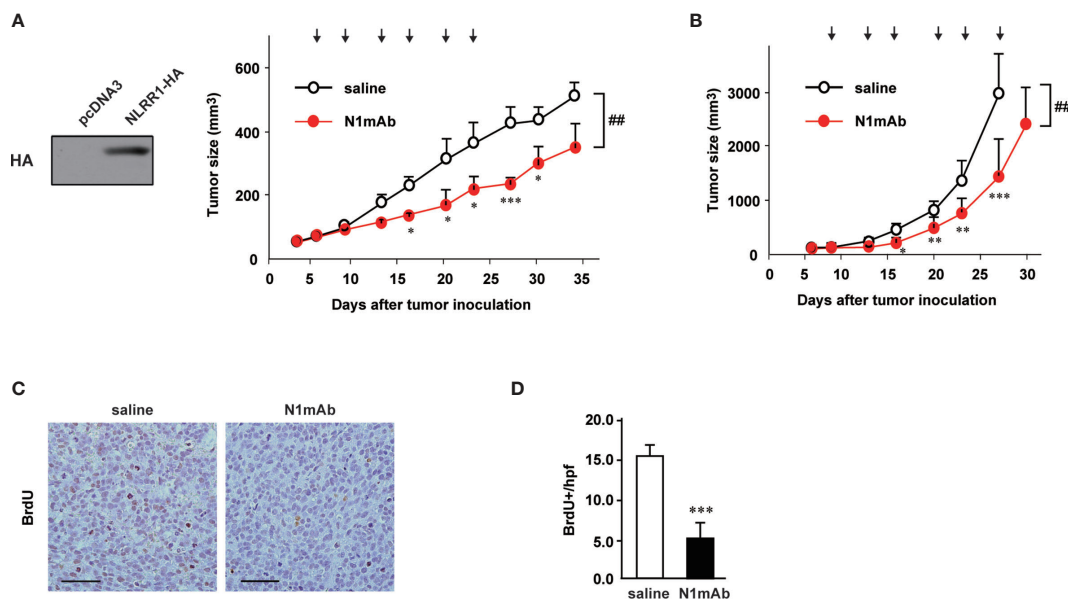 A
pcDNA3
NLRR1-HA
HA
Tumor size (mm3)
600
400
200
0
saline
N1mAb
##
*
*
*
***
*
0 5 10 15 20 25 30 35
Days after tumor inoculation
B
Tumor size (mm3)
3000
2000
1000
0
saline
N1mAb
##
*
**
**
***
0 5 10 15 20 25 30
Days after tumor inoculation
C
saline N1mAb
BrdU
D
BrdU+/hpf
20.0
15.0
10.0
5.0
0.0
***
saline N1mAb